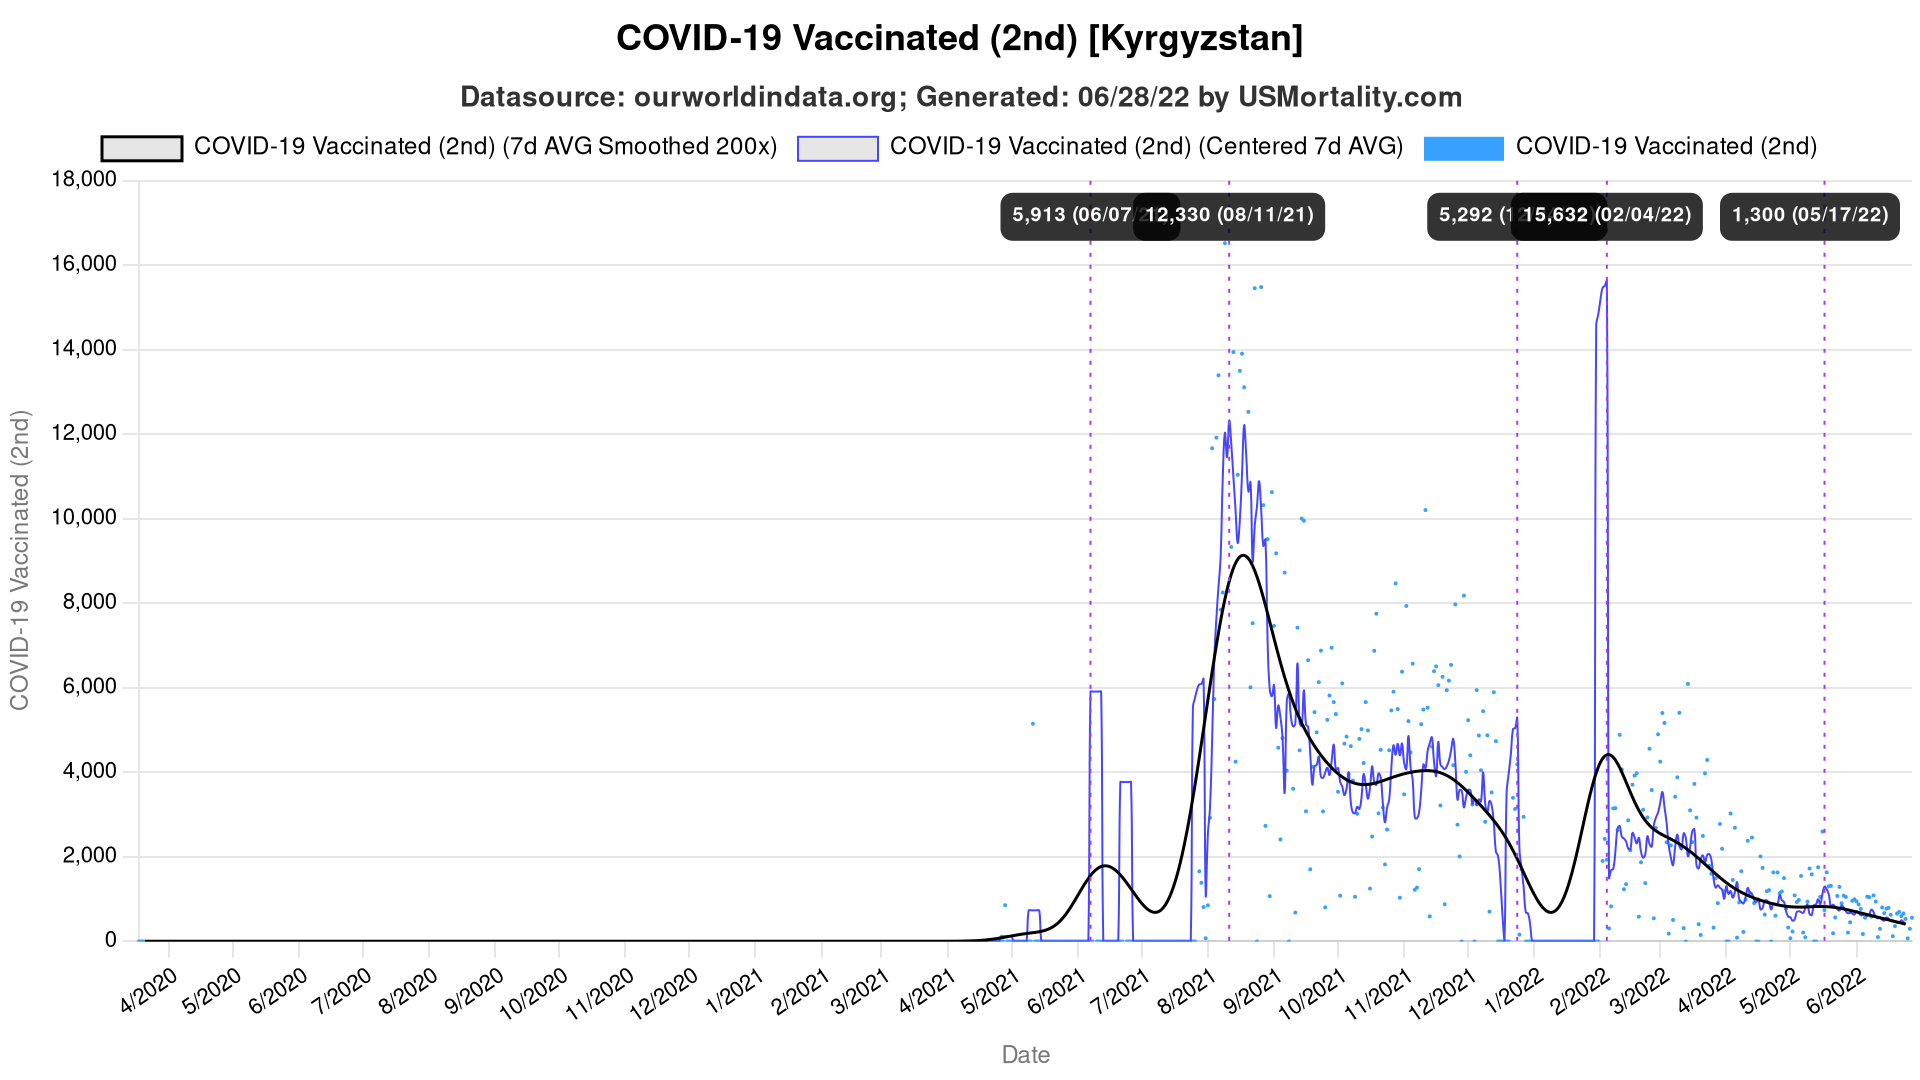 COVID-19 Vaccinated (2nd) [Kyrgyzstan]
Datasource: ourworldindata.org; Generated: 06/28/22 by USMortality.com
COVID-19 Vaccinated (2nd) (7d AVG Smoothed 200x) COVID-19 Vaccinated (2nd) (Centered 7d AVG) COVID-19 Vaccinated (2nd)
18,000
5,913 (06/07/ 12,330 (08/11/21) 5,292 ( 15,632 (02/04/22) 1,300 (05/17/22)
16,000
14,000
12,000
10,000
8,000
6,000
4,000
2,000
0
COVID-19 Vaccinated (2nd)
4/2020 5/2020 6/2020 7/2020 8/2020 9/2020 10/2020 11/2020 12/2020 1/2021 2/2021 3/2021 4/2021 5/2021 6/2021 7/2021 8/2021 9/2021 10/2021 11/2021 12/2021 1/2022 2/2022 3/2022 4/2022 5/2022 6/2022
Date